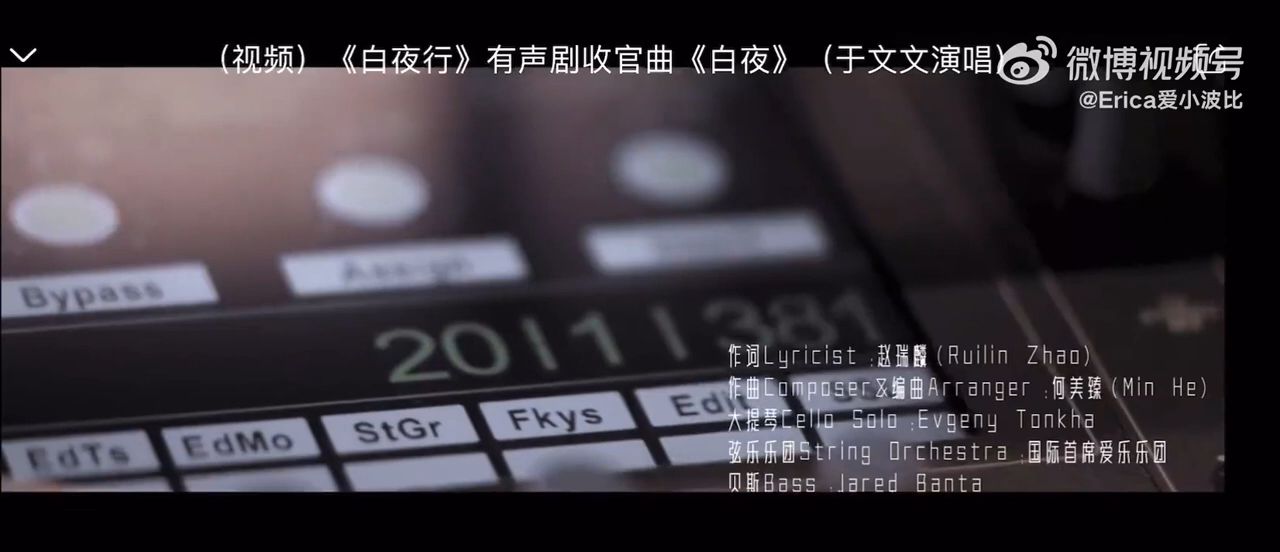 （视频）《白夜行》有声剧收官曲《白夜》（于文文演唱）
微博视频号
@Erica爱小波比
Bypass
Assign
20|1|381
作词Lyricist :赵瑞麟(Ruilin Zhao)
作曲Composer&编曲Arranger :何美臻(Min He)
大提琴Cello Solo :Evgeny Tonkha
弦乐乐团String Orchestra :国际首席爱乐乐团
贝斯Bass :Jared Banta
EdTs
EdMo
StGr
Fkys
Edit